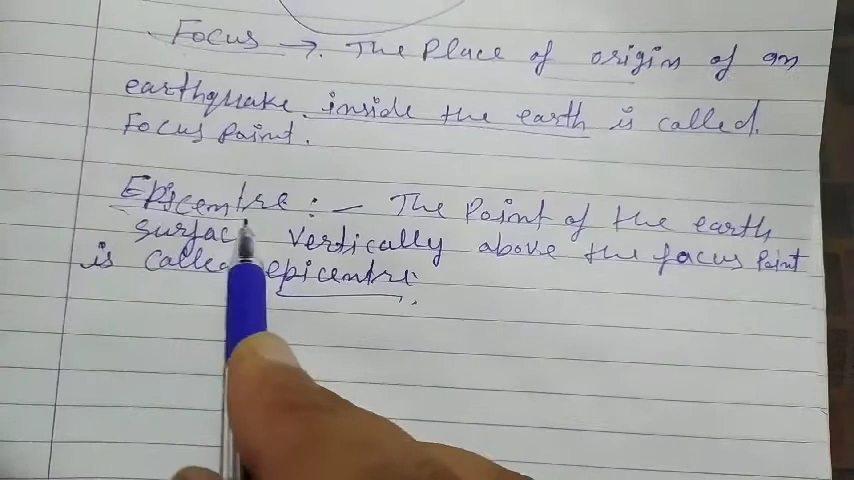 Focus → The Place of origin of an
earthquake inside the earth is called
Focus Point.
Epicentre :- The Point of the earth
surface vertically above the focus Point
is called epicentre.